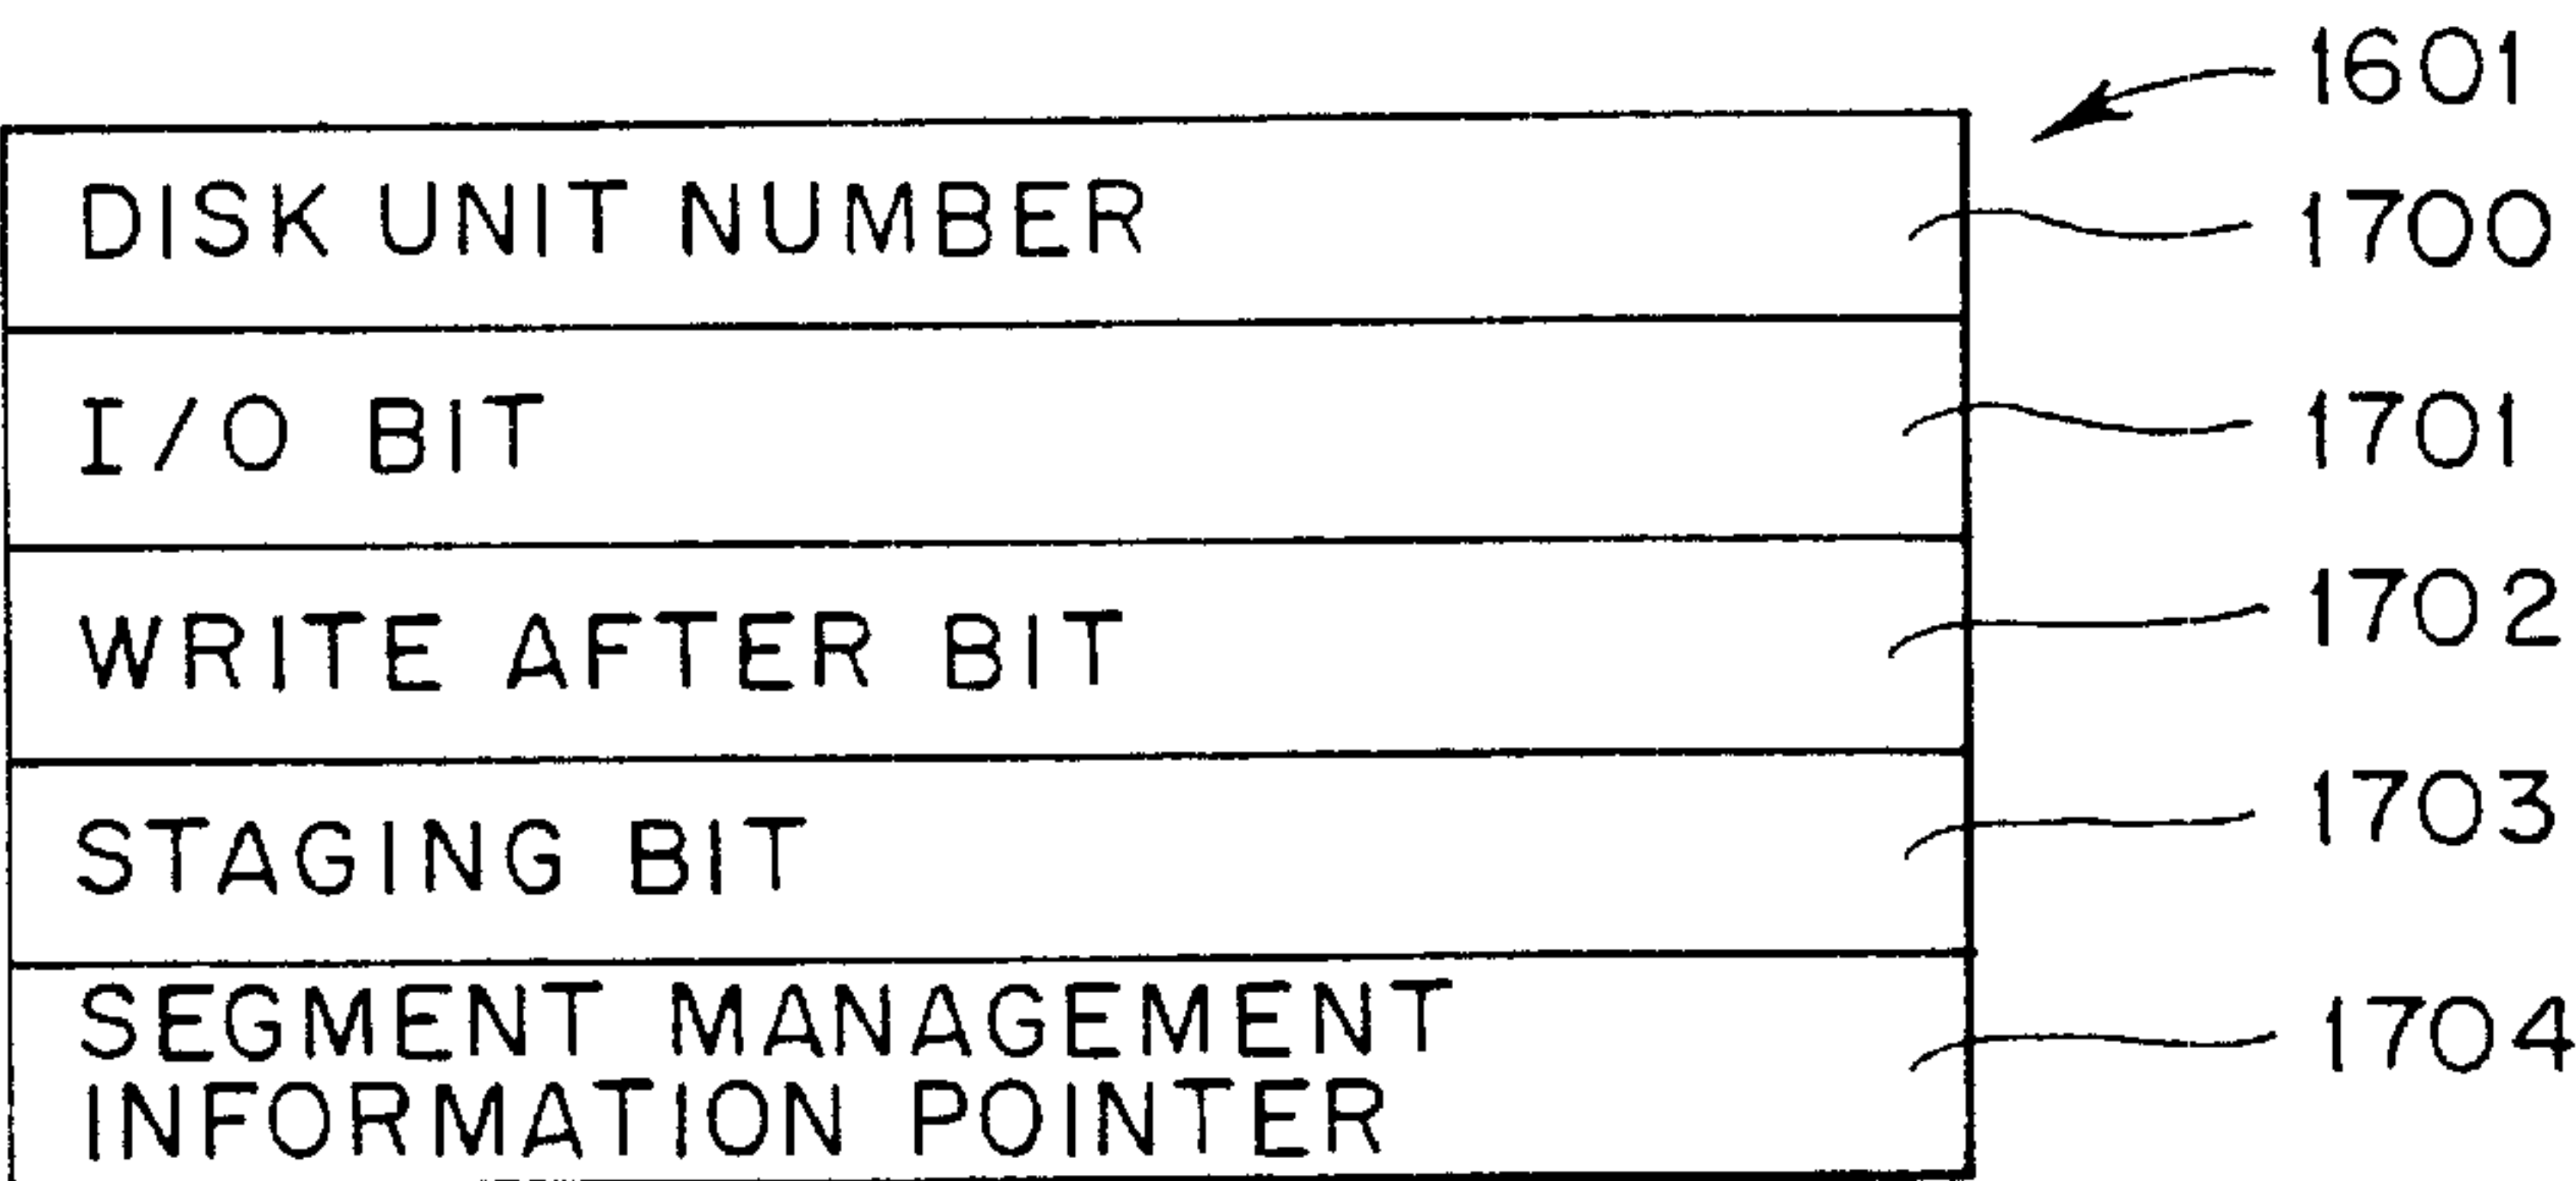 1601
DISK UNIT NUMBER 1700
I/O BIT 1701
WRITE AFTER BIT 1702
STAGING BIT 1703
SEGMENT MANAGEMENT 1704
INFORMATION POINTER